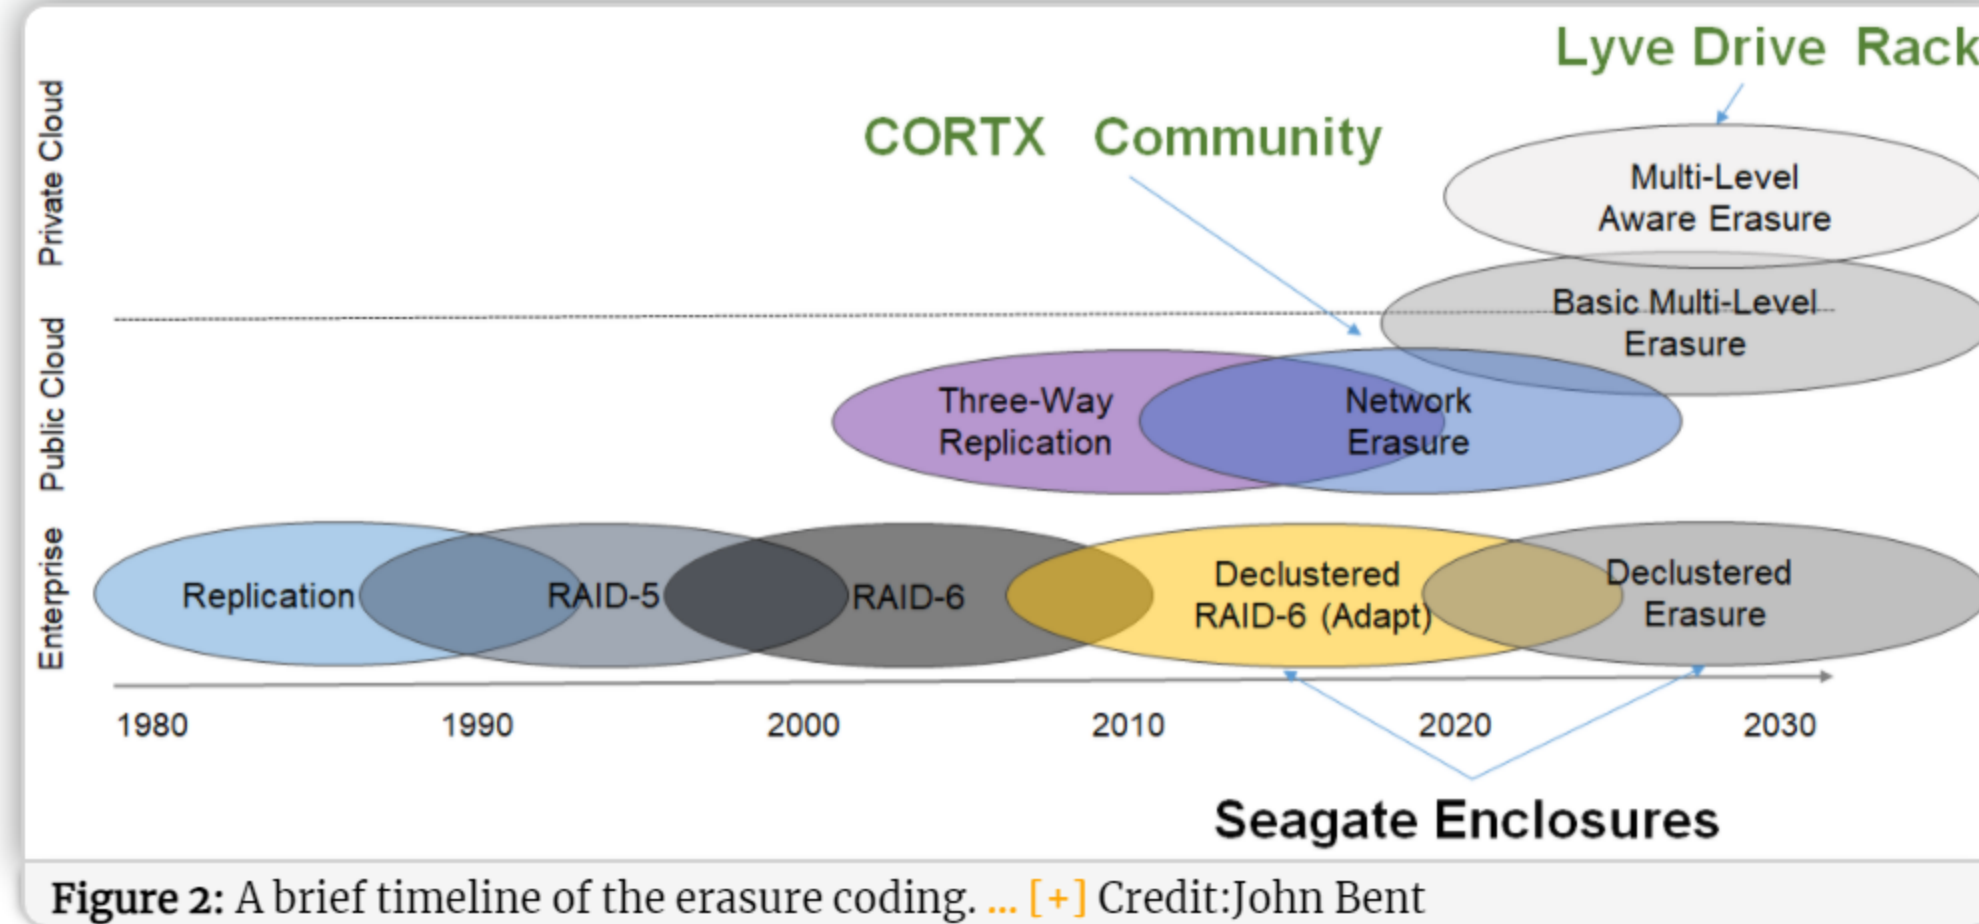 Lyve Drive Rack
CORTX Community
Private Cloud
Multi-Level
Aware Erasure
Basic Multi-Level
Erasure
Public Cloud
Three-Way
Replication
Network
Erasure
Enterprise
Replication
RAID-5
RAID-6
Declustered
RAID-6 (Adapt)
Declustered
Erasure
1980 1990 2000 2010 2020 2030
Seagate Enclosures
Figure 2: A brief timeline of the erasure coding. ... [+] Credit:John Bent